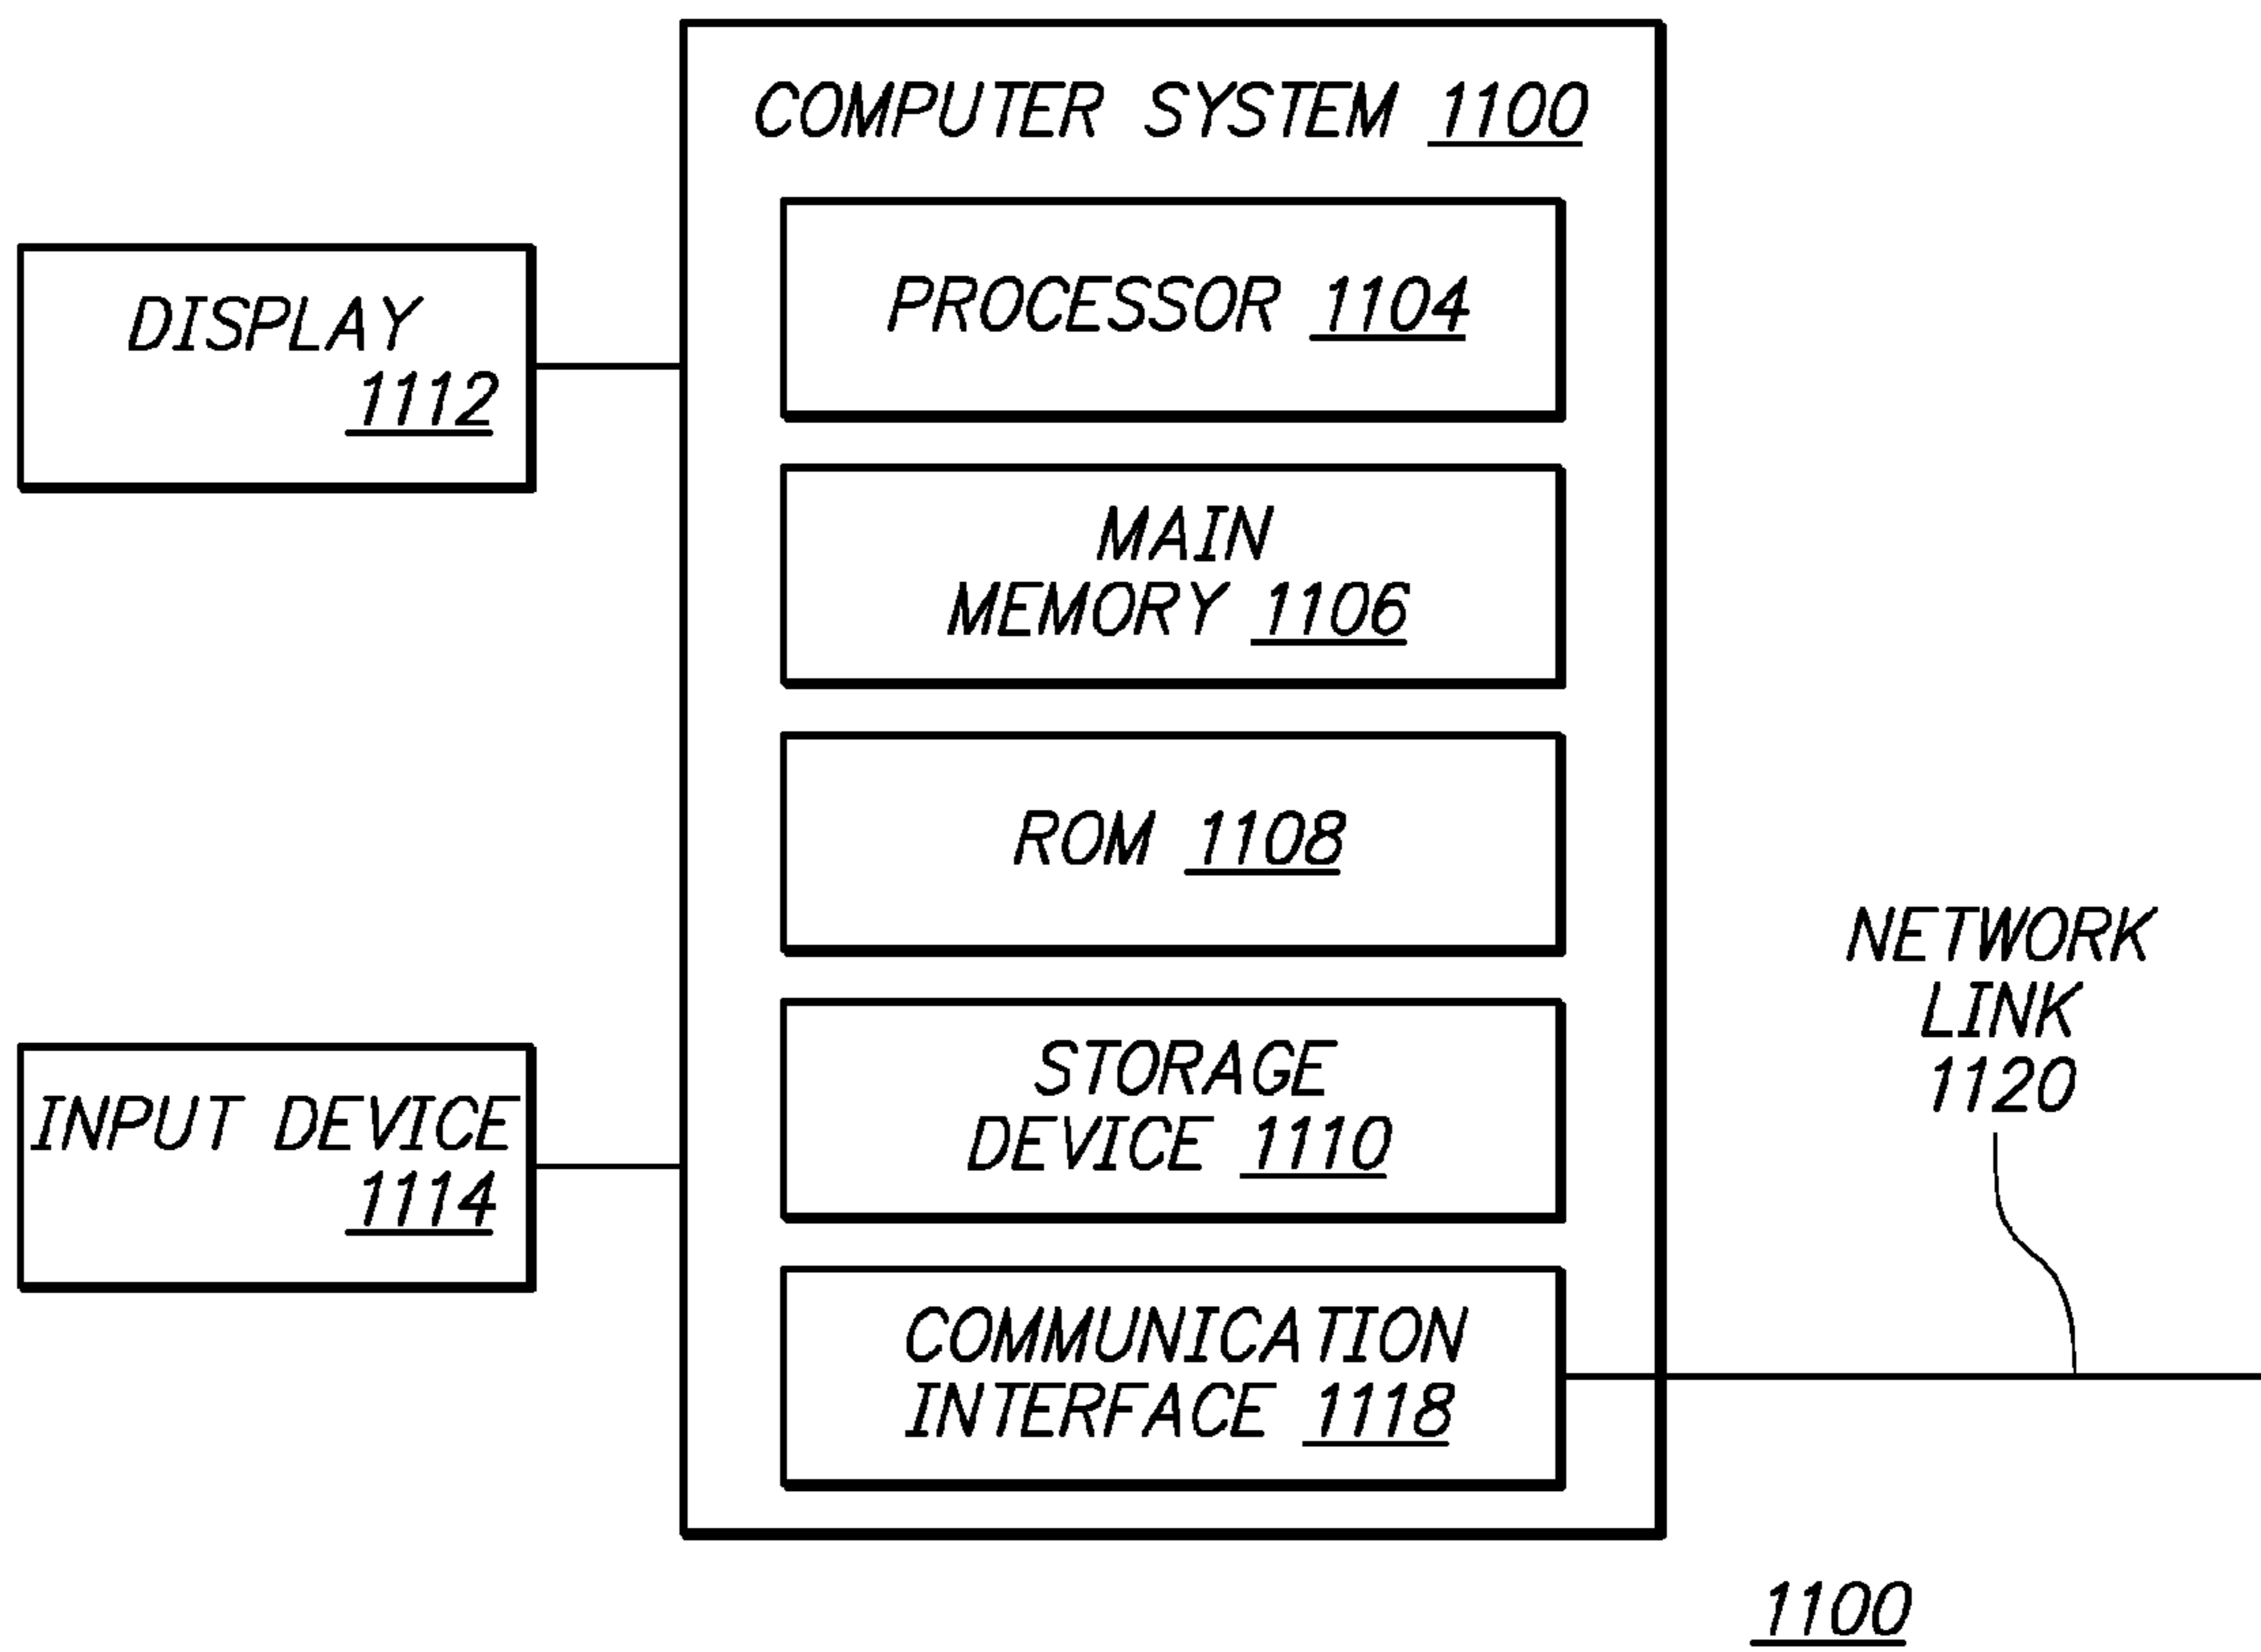 COMPUTER SYSTEM 1100
PROCESSOR 1104
DISPLAY
1112
MAIN
MEMORY 1106
ROM 1108
NETWORK
LINK
1120
STORAGE
DEVICE 1110
INPUT DEVICE
1114
COMMUNICATION
INTERFACE 1118
1100